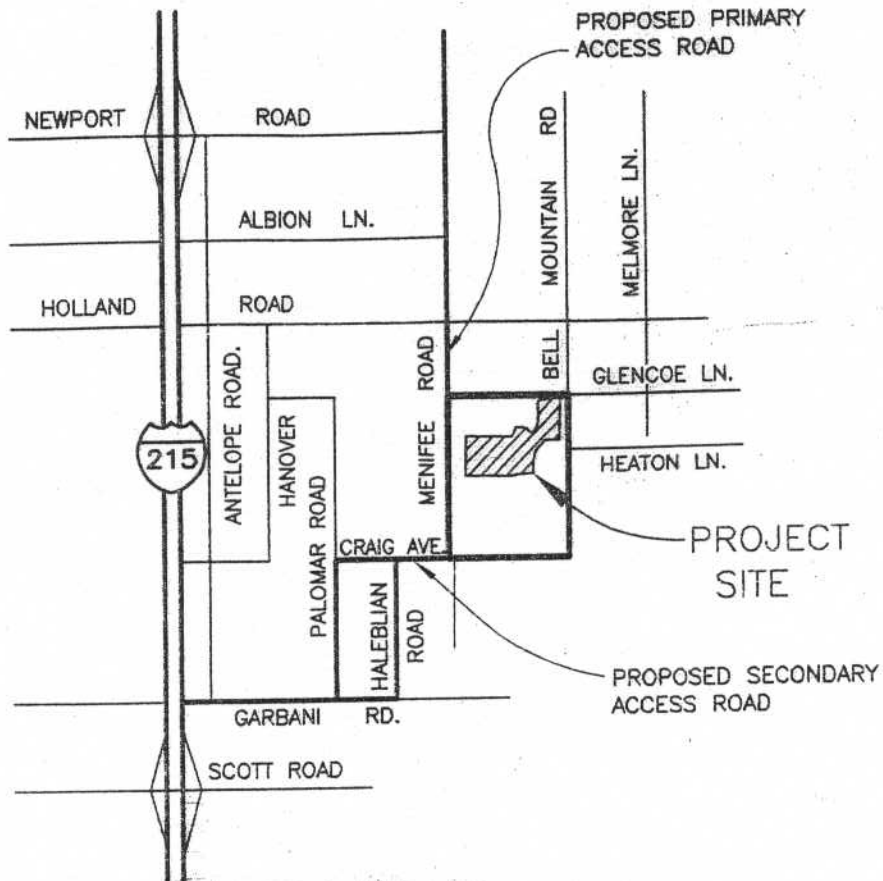 PROPOSED PRIMARY
ACCESS ROAD
NEWPORT ROAD
ALBION LN.
HOLLAND ROAD
MOUNTAIN RD
BELL
MELMORE LN.
GLENCOE LN.
HEATON LN.
215
ANTELOPE ROAD.
HANOVER
PALOMAR ROAD
MENIFEE ROAD
CRAIG AVE.
HALEBLIAN
ROAD
PROJECT
SITE
PROPOSED SECONDARY
ACCESS ROAD
GARBANI RD.
SCOTT ROAD